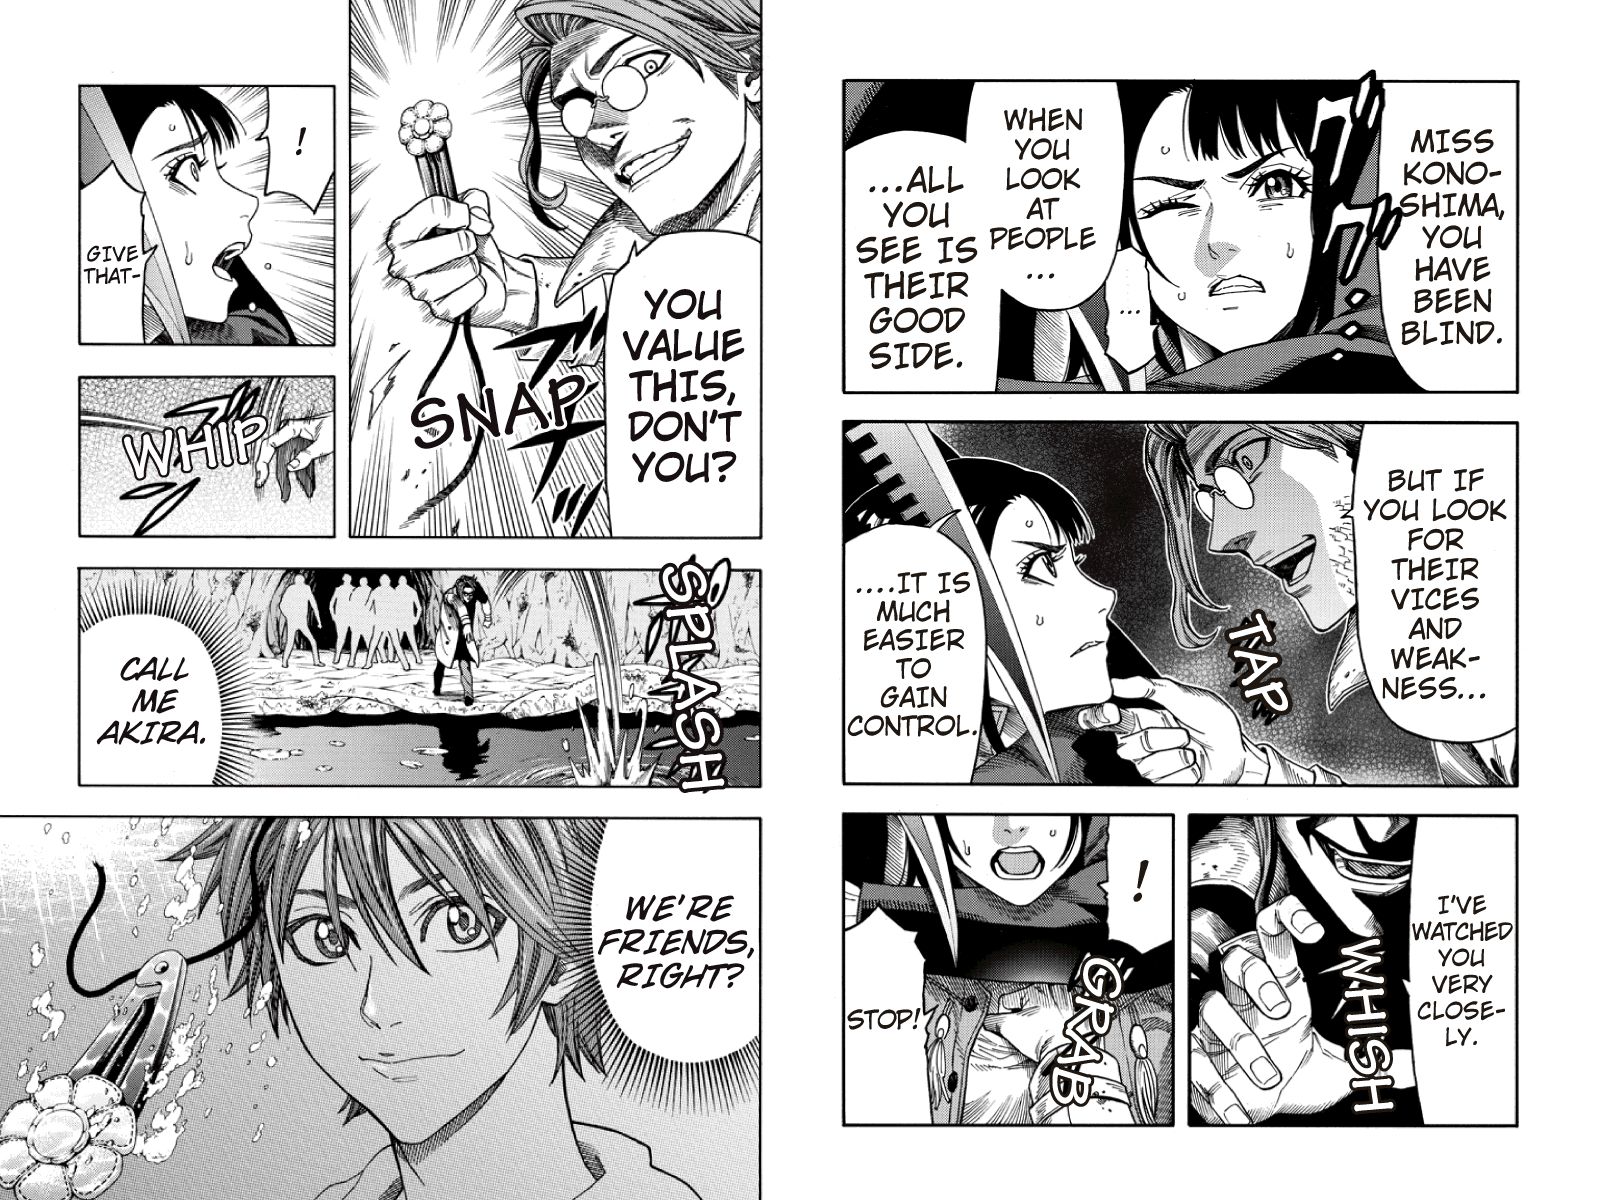 MISS
KONO-
SHIMA,
YOU
HAVE
BEEN
BLIND.
WHEN
YOU
LOOK
AT
PEOPLE
...
...ALL
YOU
SEE IS
THEIR
GOOD
SIDE.
...
BUT IF
YOU LOOK
FOR
THEIR
VICES
AND
WEAK-
NESS...
TAP
....IT IS
MUCH
EASIER
TO
GAIN
CONTROL.
I'VE
WATCHED
YOU
VERY
CLOSE-
LY.
WHISH
!
GRAB
STOP!
YOU
VALUE
THIS,
DON'T
YOU?
SNAP
!
GIVE
THAT-
WHIP
SPLASH
CALL
ME
AKIRA.
WE'RE
FRIENDS,
RIGHT?